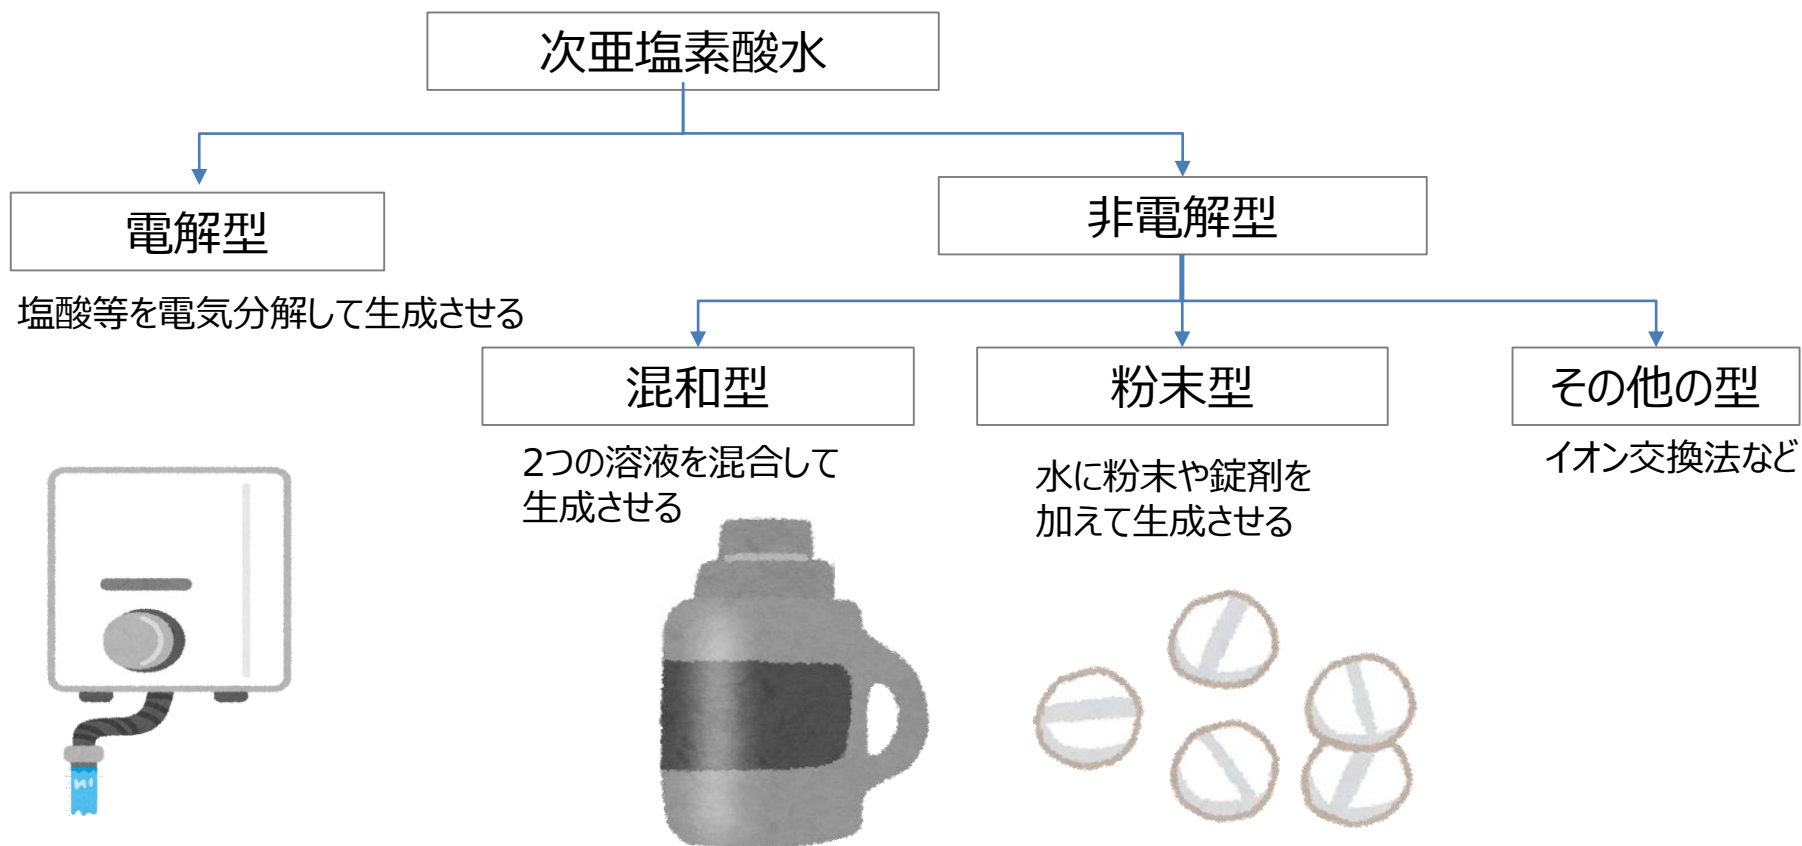 次亜塩素酸水
電解型
塩酸等を電気分解して生成させる
非電解型
混和型
2つの溶液を混合して
生成させる
粉末型
水に粉末や錠剤を
加えて生成させる
その他の型
イオン交換法など